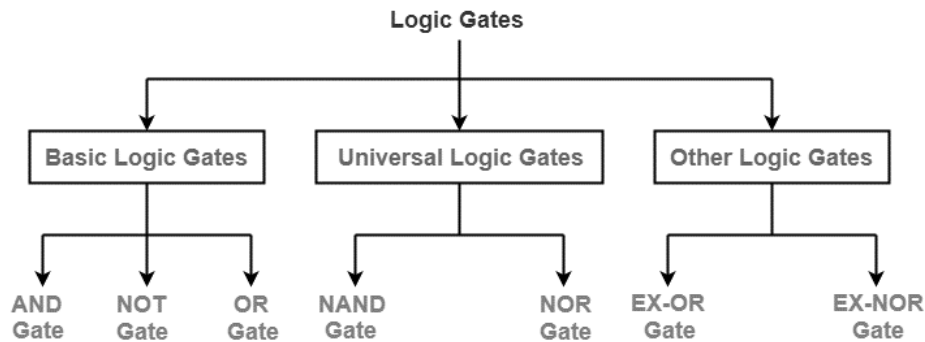 Logic Gates
Basic Logic Gates
Universal Logic Gates
Other Logic Gates
AND
Gate
NOT
Gate
OR
Gate
NAND
Gate
NOR
Gate
EX-OR
Gate
EX-NOR
Gate